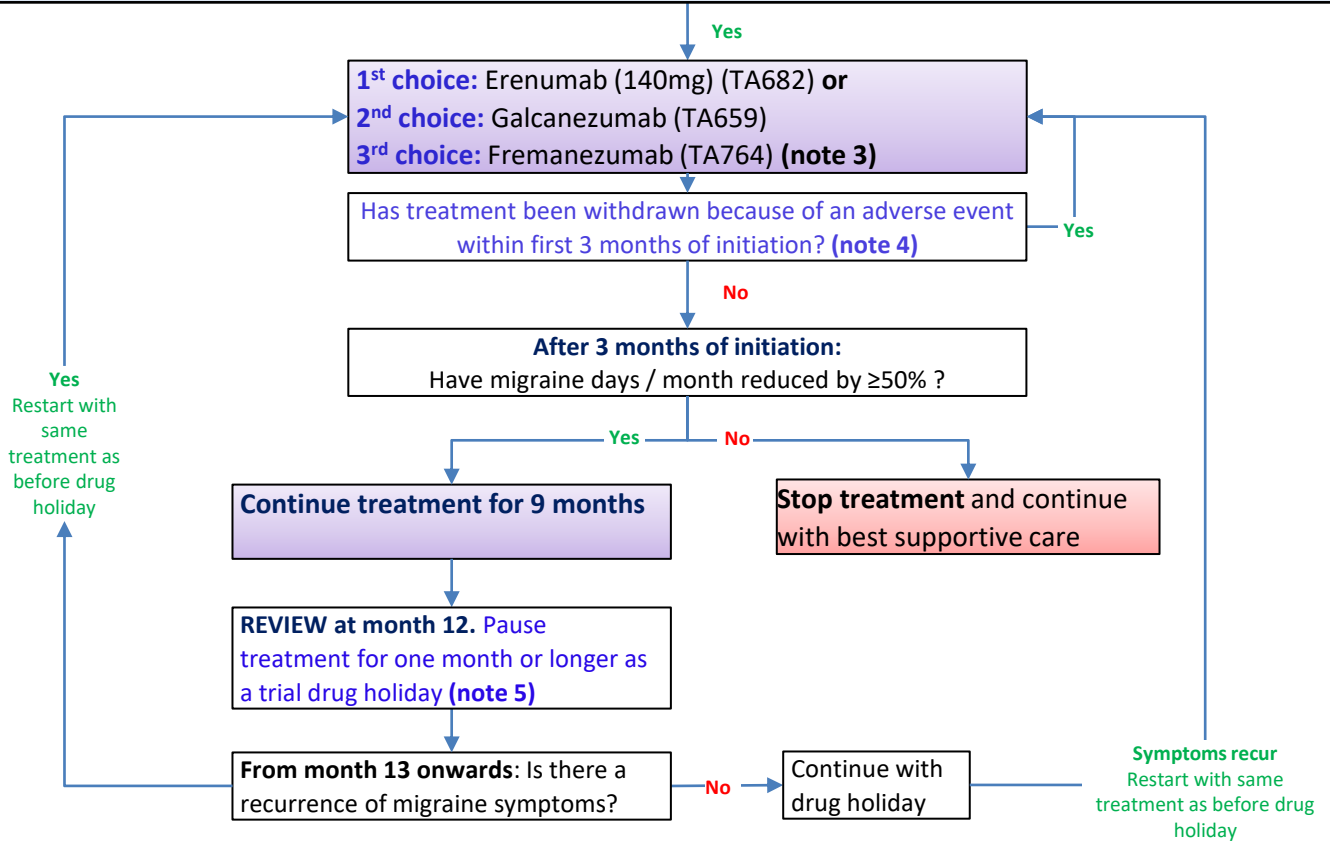 Yes
1st choice: Erenumab (140mg) (TA682) or
2nd choice: Galcanezumab (TA659)
3rd choice: Fremanezumab (TA764) (note 3)
Has treatment been withdrawn because of an adverse event
within first 3 months of initiation? (note 4)
Yes
No
After 3 months of initiation:
Have migraine days / month reduced by ≥50% ?
Yes
No
Yes
Restart with
same
treatment as
before drug
holiday
Continue treatment for 9 months
Stop treatment and continue
with best supportive care
REVIEW at month 12. Pause
treatment for one month or longer as
a trial drug holiday (note 5)
From month 13 onwards: Is there a
recurrence of migraine symptoms?
No
Continue with
drug holiday
Symptoms recur
Restart with same
treatment as before drug
holiday